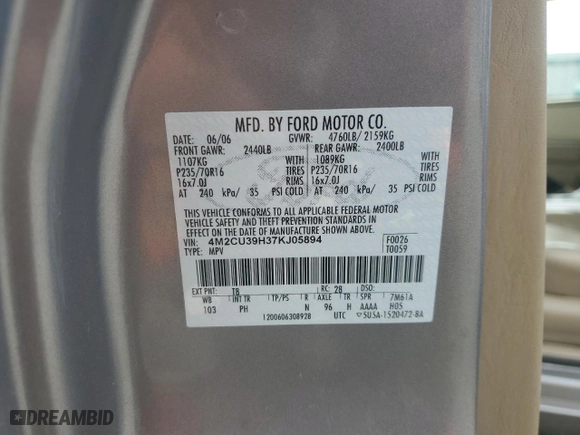 MFD. BY FORD MOTOR CO.
DATE: 06/06 GVWR: 4760LB/ 2159KG
FRONT GAWR: 2440LB REAR GAWR: 2400LB
1107KG WITH 1089KG WITH
P235/70R16 TIRES P235/70R16 TIRES
16x7.0J RIMS 16x7.0J RIMS
AT 240 kPa/ 35 PSI COLD AT 240 kPa/ 35 PSI COLD
Ford
THIS VEHICLE CONFORMS TO ALL APPLICABLE FEDERAL MOTOR
VEHICLE SAFETY AND THEFT PREVENTION STANDARDS IN
EFFECT ON THE DATE OF MANUFACTURE SHOWN ABOVE.
VIN: 4M2CU39H37KJ05894 F0026
TYPE: MPV T0059
EXT PNT: T8 RC: 28 DSO:
WB INT TR TP/PS R AXLE TR SPR 7M61A
103 PH N 96 H AAAA H05
1200606308928 UTC ▽5U5A-1520472-BA
DREAMBID